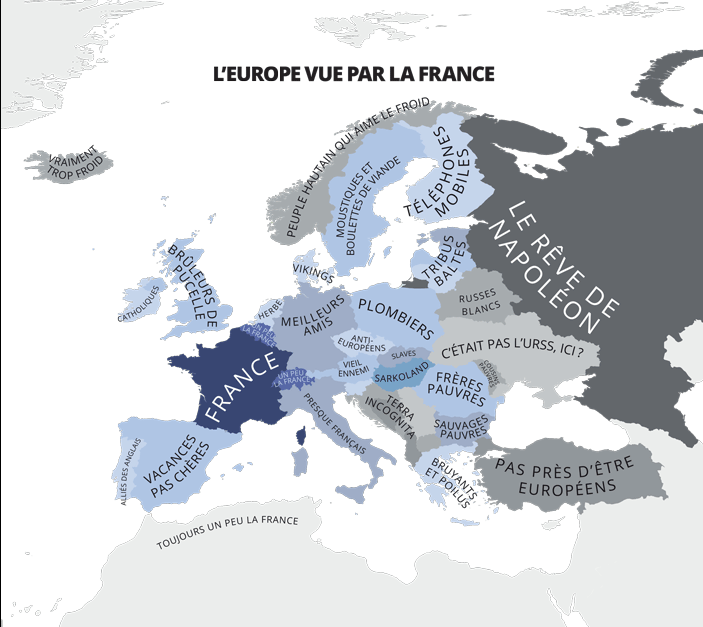 L'EUROPE VUE PAR LA FRANCE
VRAIMENT
TROP FROID
PEUPLE HAUTAIN QUI AIME LE FROID
MOUSTIQUES ET
BOULETTES DE VIANDE
TÉLÉPHONES
MOBILES
LE RÊVE DE
NAPOLÉON
TRIBUS
BALTES
VIKINGS
BRÛLEURS DE
PUCELLE
CATHOLIQUES
HERBE
UN PEU
LA FRANCE
MEILLEURS
AMIS
PLOMBIERS
RUSSES
BLANCS
ANTI-
EUROPÉENS
SLAVES
C'ÉTAIT PAS L'URSS, ICI ?
VIEIL
ENNEMI
SARKOLAND
COUSINS
PAUVRES
FRÈRES
PAUVRES
FRANCE
UN PEU
LA FRANCE
PRESQUE FRANÇAIS
TERRA
INCOGNITA
SAUVAGES
PAUVRES
ALLIÉS DES ANGLAIS
VACANCES
PAS CHÈRES
BRUYANTS
ET POILUS
PAS PRÈS D'ÊTRE
EUROPÉENS
TOUJOURS UN PEU LA FRANCE